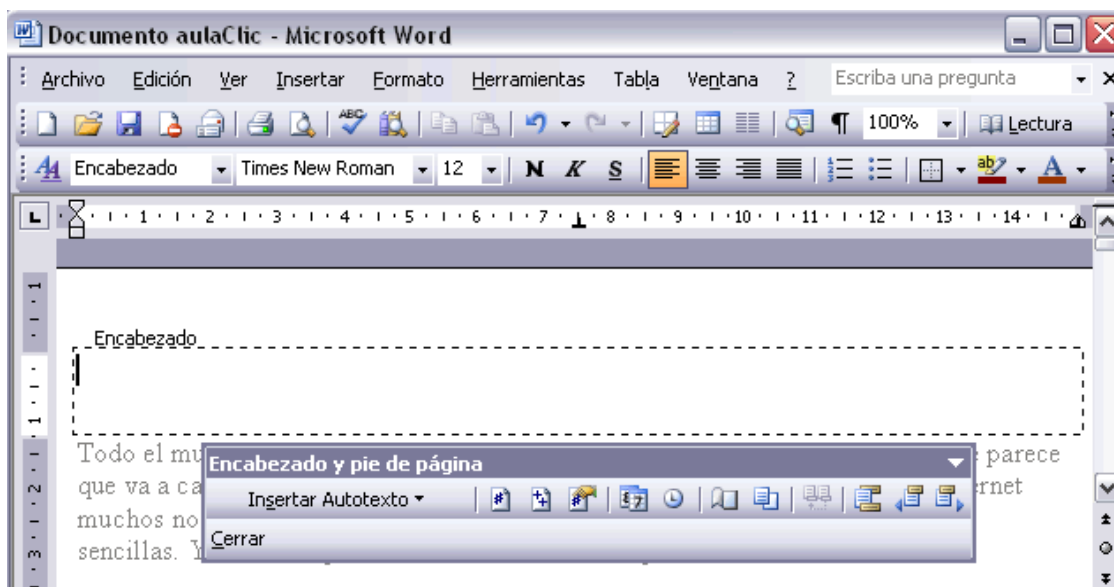 Documento aulaClic - Microsoft Word
Archivo Edición Ver Insertar Formato Herramientas Tabla Ventana ? Escriba una pregunta
100% Lectura
Encabezado Times New Roman 12 N K S
1 2 3 4 5 6 7 8 9 10 11 12 13 14
Encabezado
Todo el mu parece
Encabezado y pie de página
que va a ca ernet
Insertar Autotexto
muchos no
Cerrar
sencillas. Y